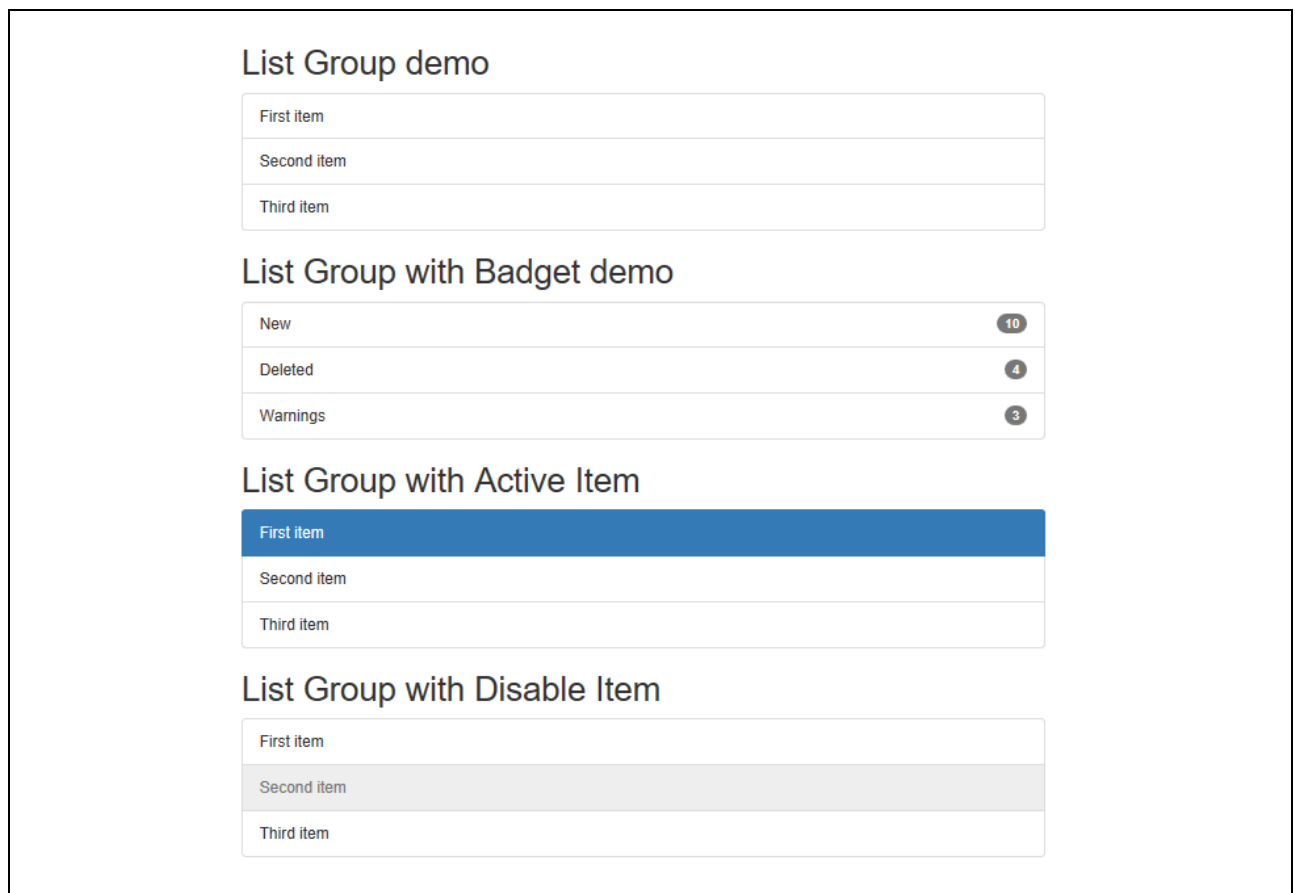 List Group demo
First item
Second item
Third item
List Group with Badget demo
New 10
Deleted 4
Warnings 3
List Group with Active Item
First item
Second item
Third item
List Group with Disable Item
First item
Second item
Third item